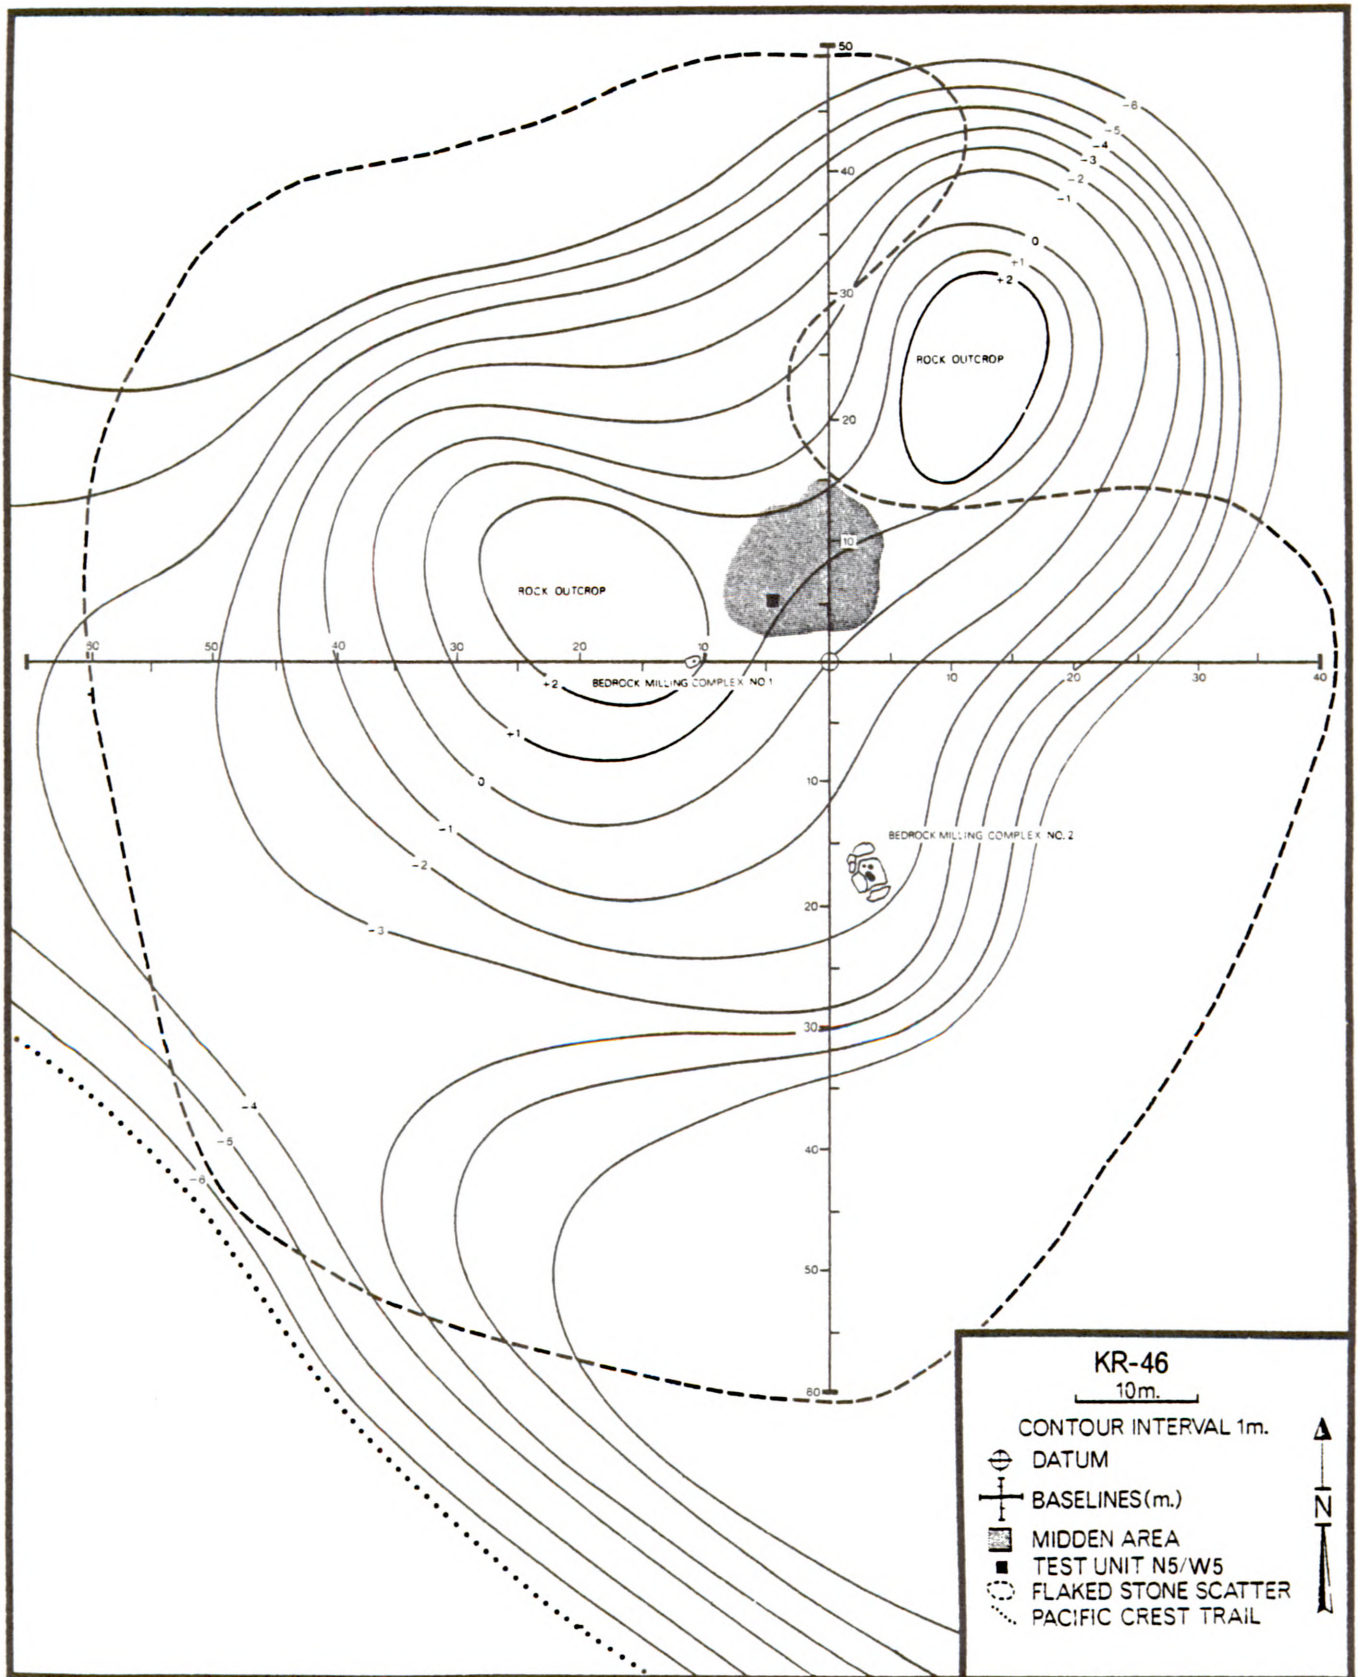 50
-6
-5
-4
-3
-2
-1
40
0
+1
+2
30
ROCK OUTCROP
20
10
ROCK OUTCROP
60 50 40 30 20 10 10 20 30 40
+2
BEDROCK MILLING COMPLEX NO.1
+1
0
10
-1
BEDROCK MILLING COMPLEX NO. 2
-2
20
-3
30
-4
-5
40
-6
50
60
KR-46
10m.
CONTOUR INTERVAL 1m.
DATUM
BASELINES(m.)
N
MIDDEN AREA
TEST UNIT N5/W5
FLAKED STONE SCATTER
PACIFIC CREST TRAIL